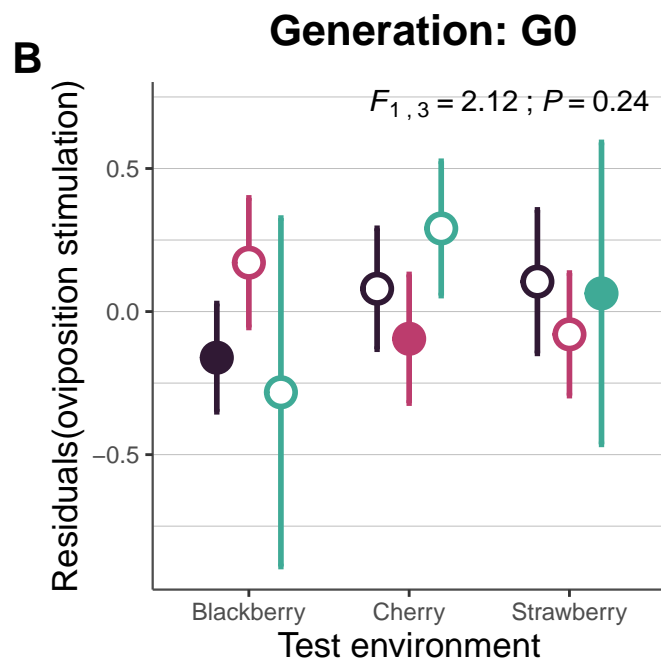 Generation: G0
B
F1 , 3 = 2.12 ; P = 0.24
Residuals(oviposition stimulation)
0.5
0.0
−0.5
Blackberry Cherry Strawberry
Test environment